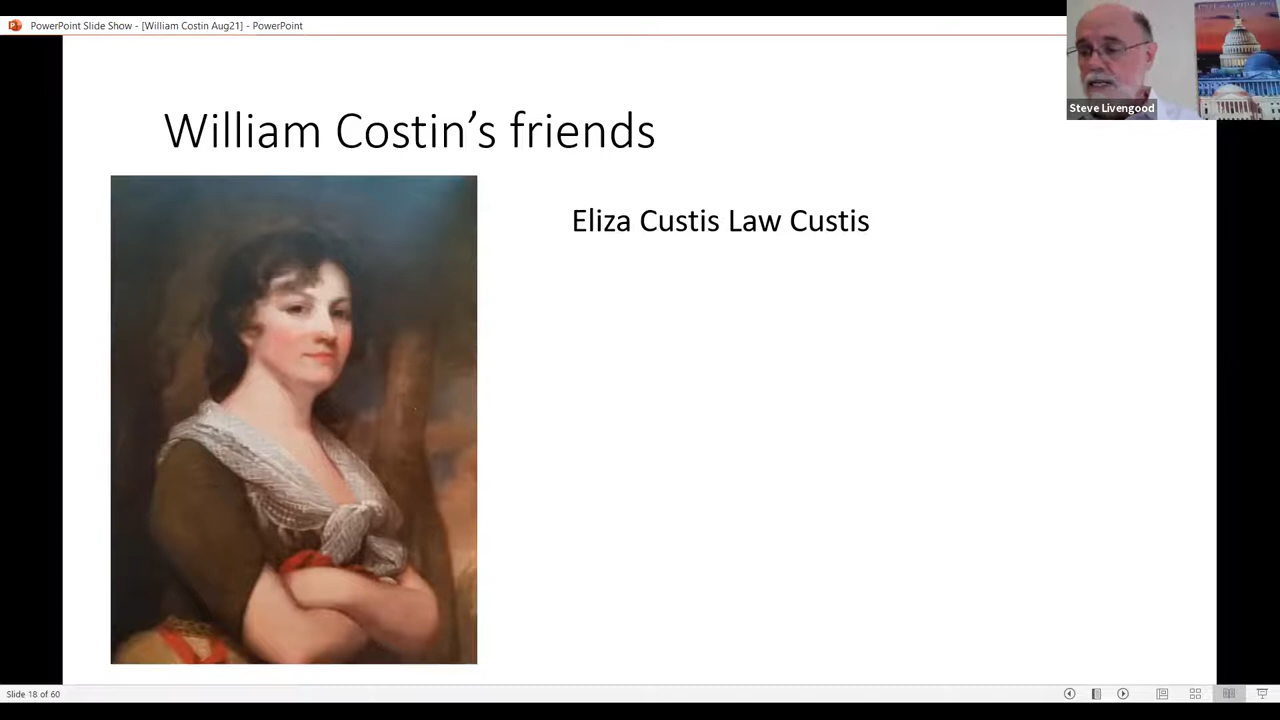 PowerPoint Slide Show - [William Costin Aug21] - PowerPoint
Steve Livengood
William Costin's friends
Eliza Custis Law Custis
Slide 18 of 60